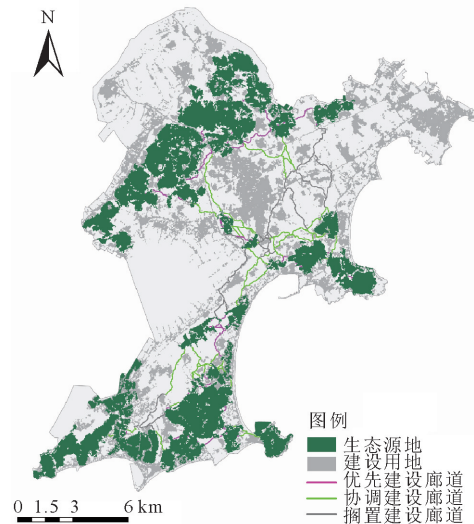 N
图例
生态源地
建设用地
优先建设廊道
协调建设廊道
搁置建设廊道
0 1.5 3 6 km